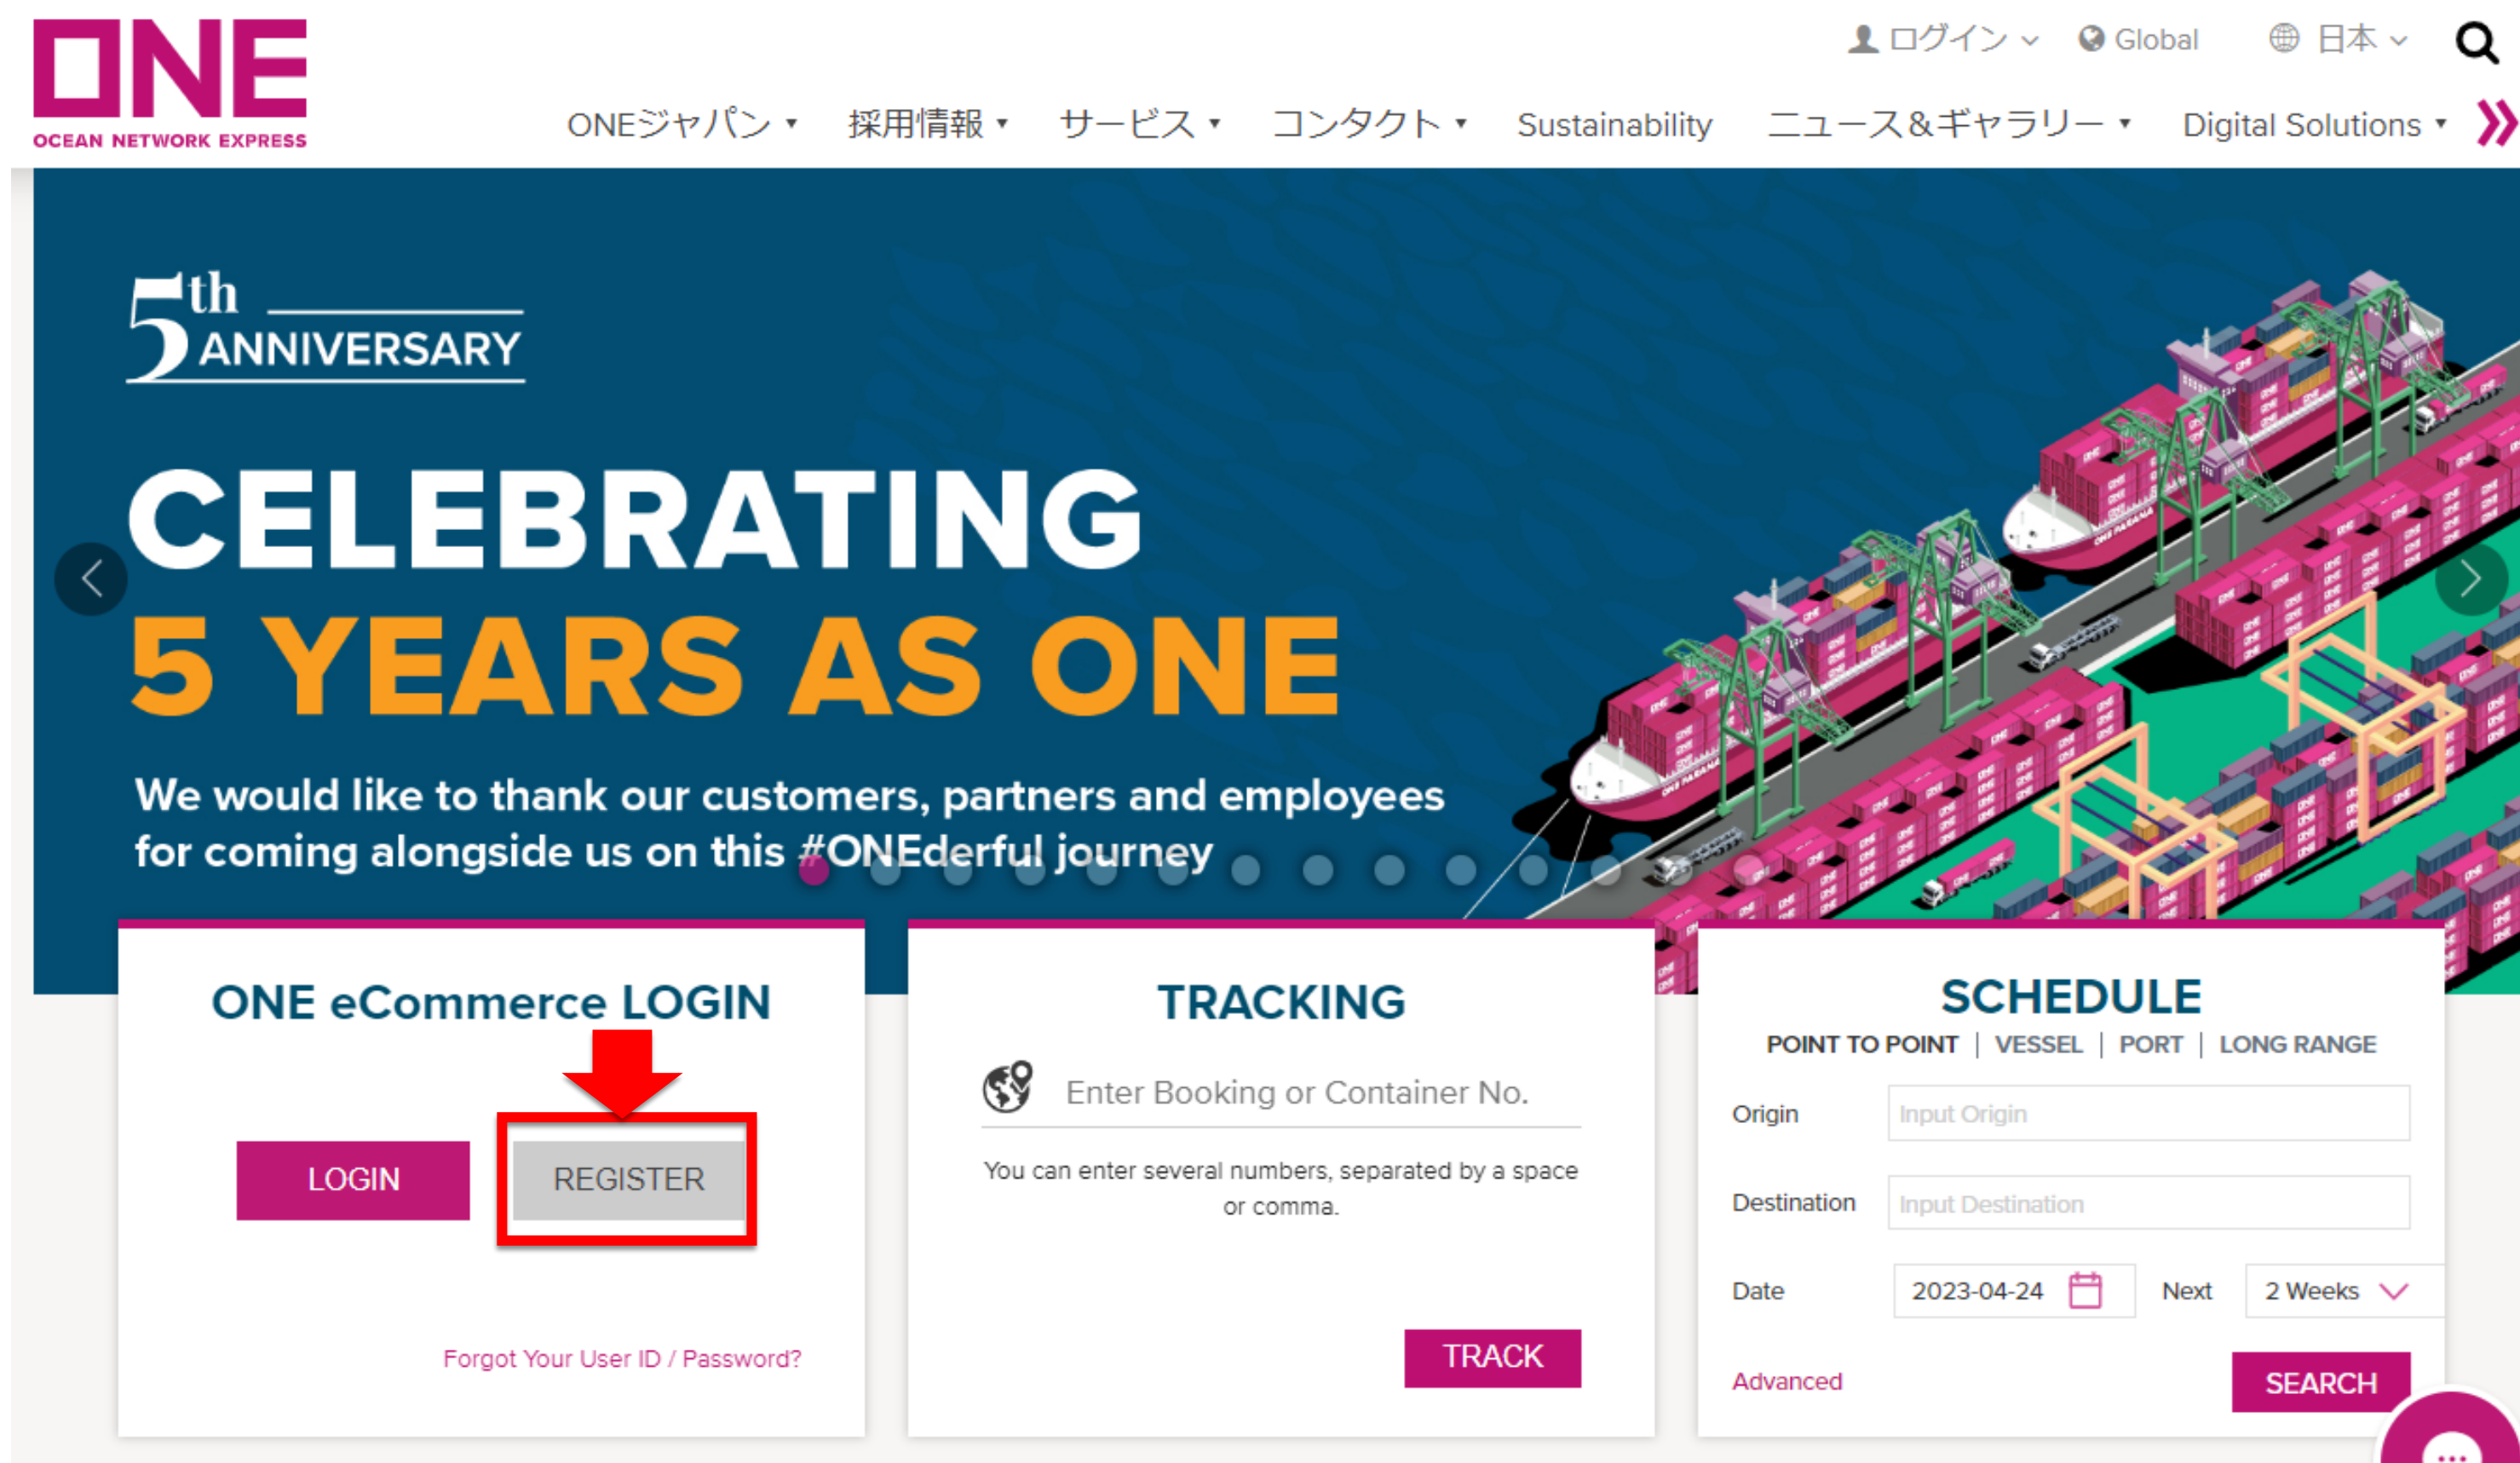 ONE
OCEAN NETWORK EXPRESS
ログイン Global 日本
ONEジャパン 採用情報 サービス コンタクト Sustainability ニュース&ギャラリー Digital Solutions
5th
ANNIVERSARY
CELEBRATING
5 YEARS AS ONE
We would like to thank our customers, partners and employees
for coming alongside us on this #ONEderful journey
ONE eCommerce LOGIN
LOGIN REGISTER
Forgot Your User ID / Password?
TRACKING
Enter Booking or Container No.
You can enter several numbers, separated by a space
or comma.
TRACK
SCHEDULE
POINT TO POINT | VESSEL | PORT | LONG RANGE
Origin Input Origin
Destination Input Destination
Date 2023-04-24 Next 2 Weeks
Advanced SEARCH